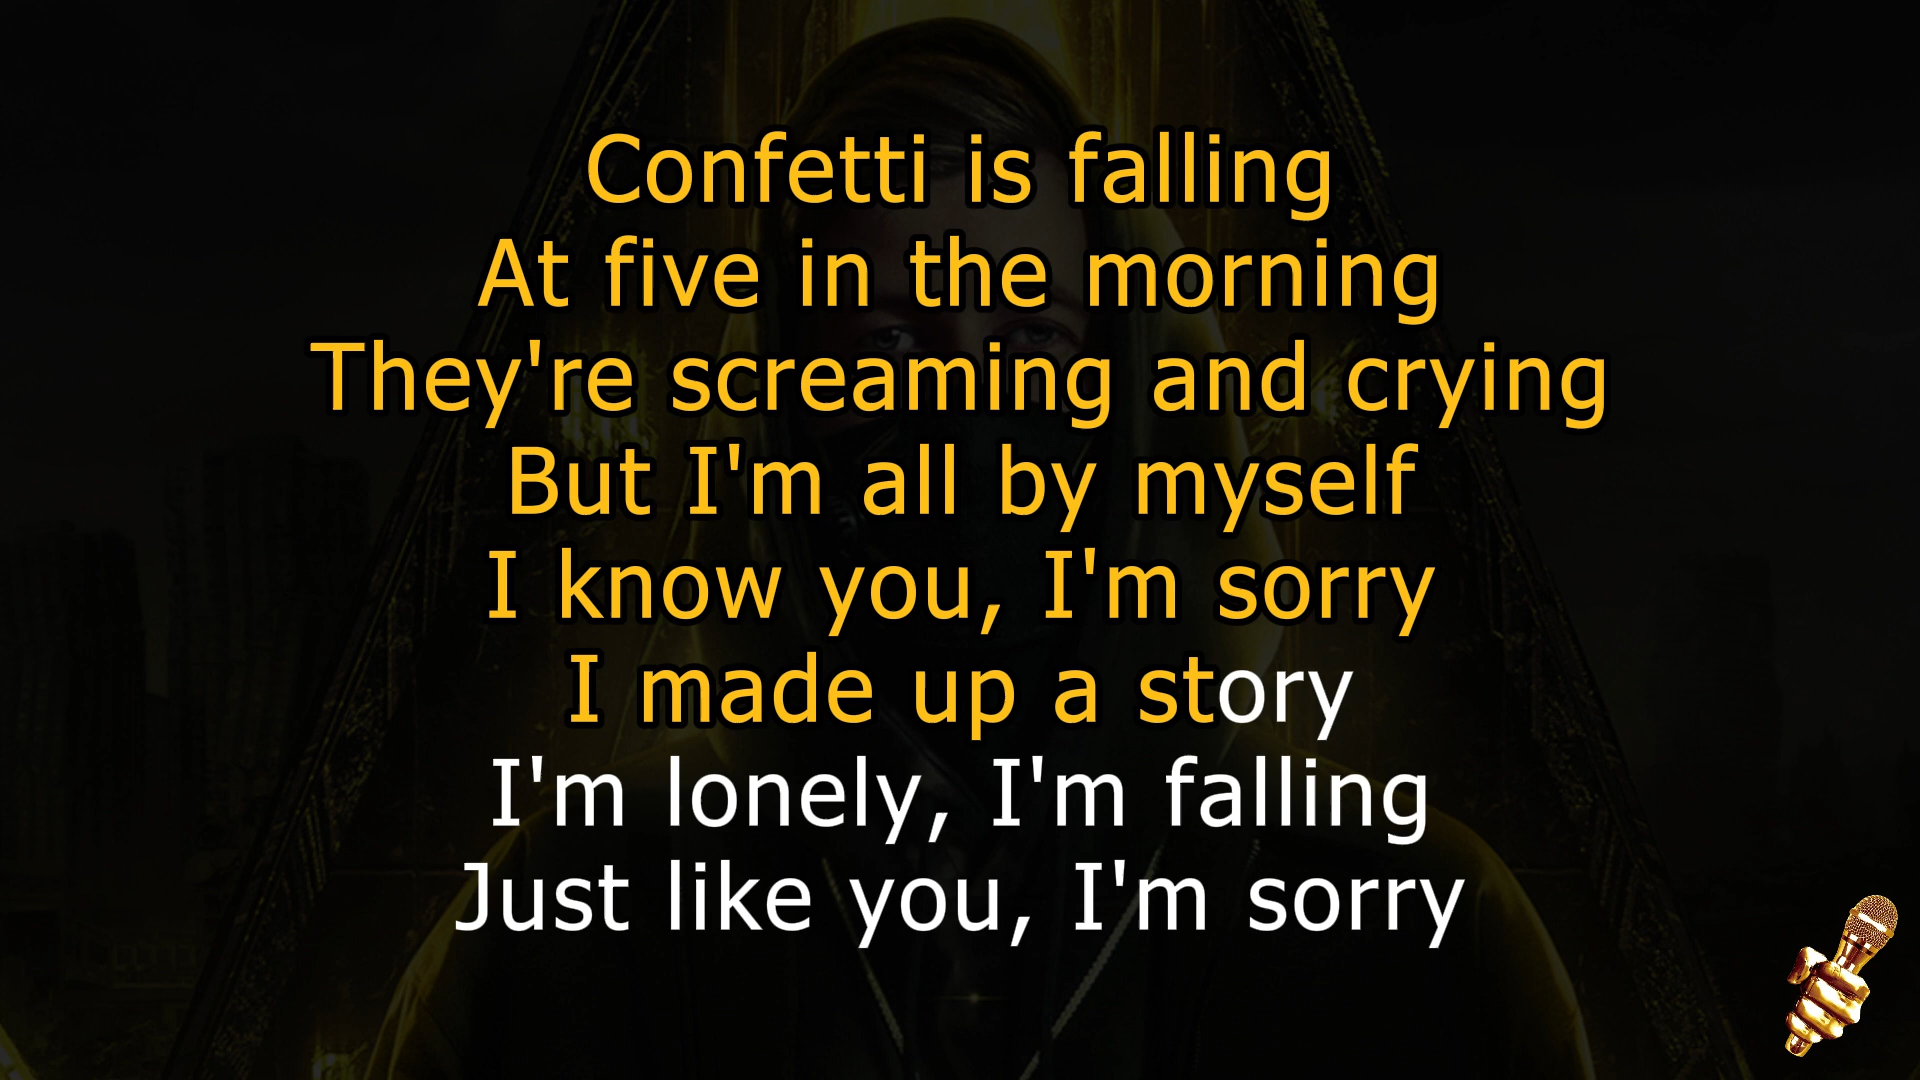 Confetti is falling
At five in the morning
They're screaming and crying
But I'm all by myself
I know you, I'm sorry
I made up a story
I'm lonely, I'm falling
Just like you, I'm sorry